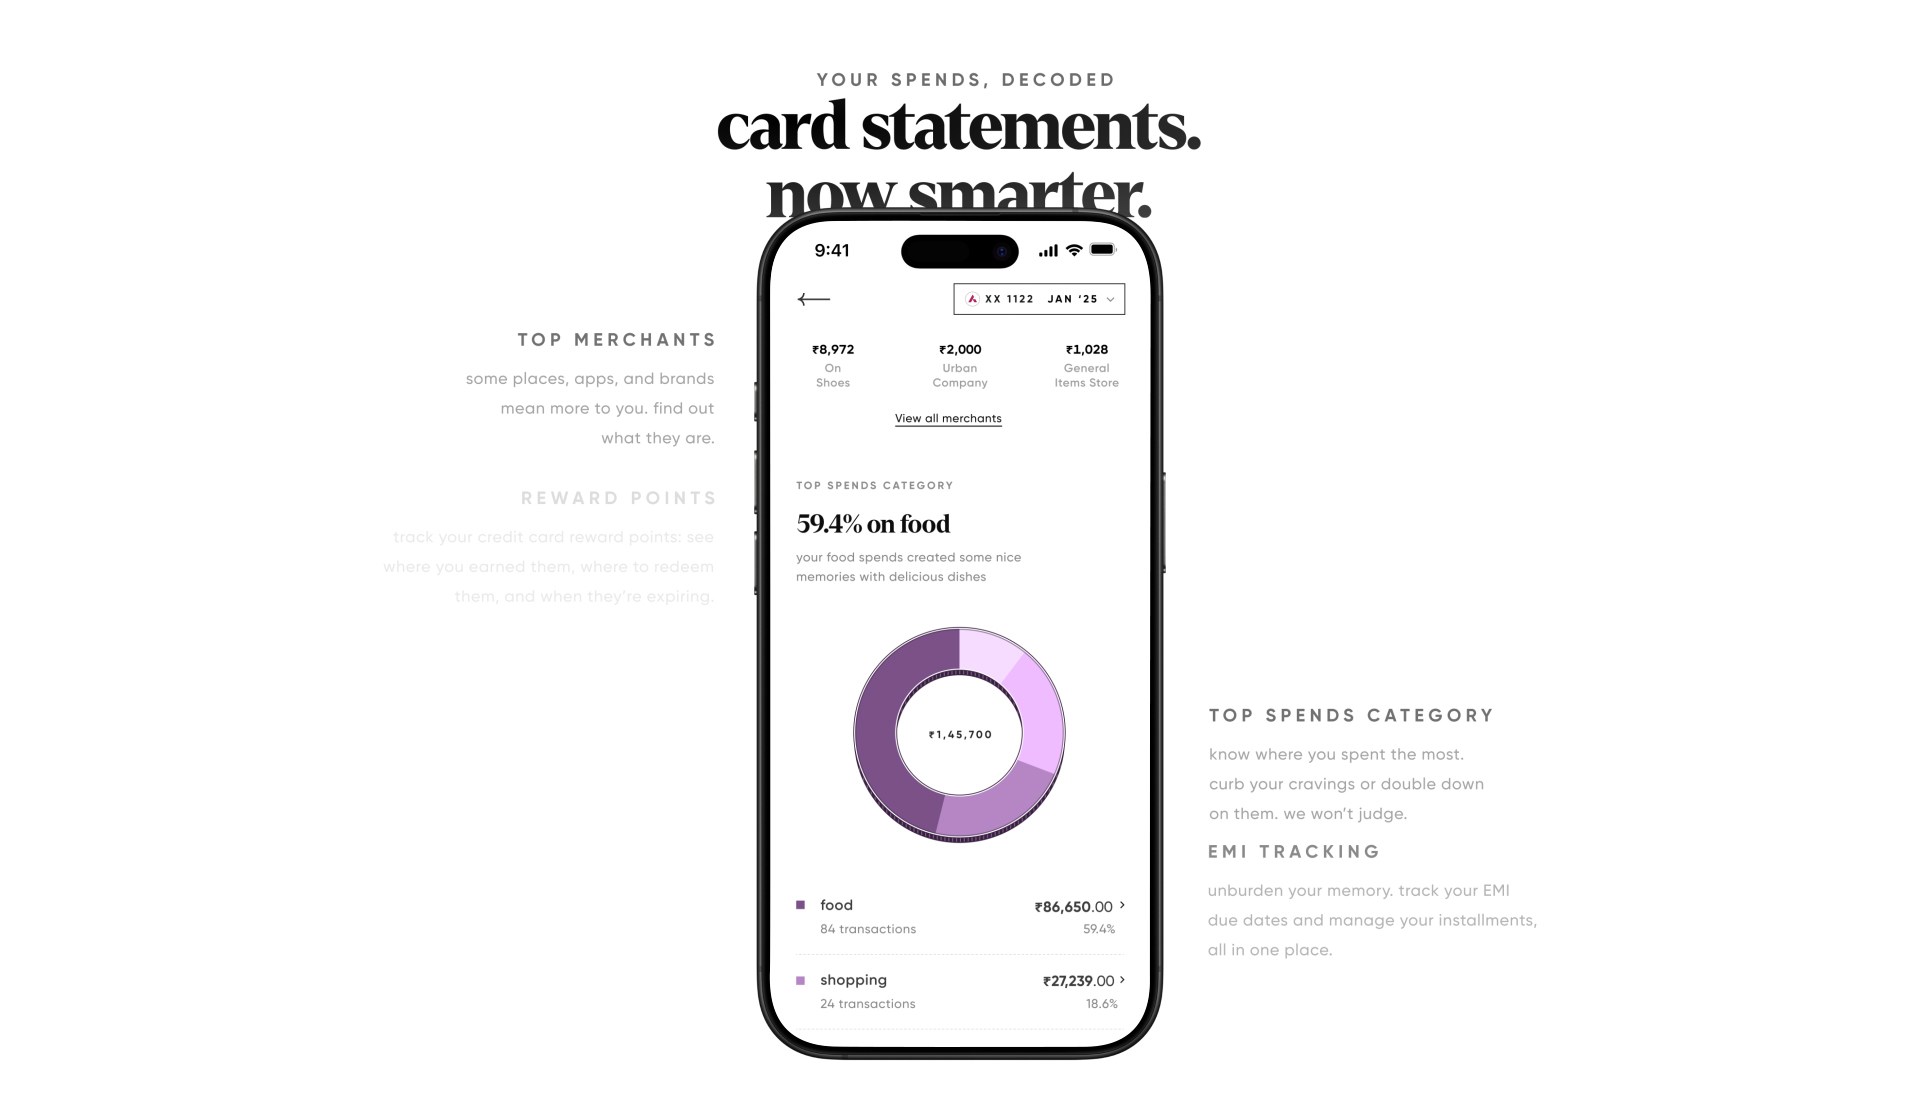 YOUR SPENDS, DECODED
card statements.
now smarter.
TOP MERCHANTS
some places, apps, and brands
mean more to you. find out
what they are.
REWARD POINTS
track your credit card reward points: see
where you earned them, where to redeem
them, and when they’re expiring.
9:41
XX 1122 JAN ‘25
₹8,972
On
Shoes
₹2,000
Urban
Company
₹1,028
General
Items Store
View all merchants
TOP SPENDS CATEGORY
59.4% on food
your food spends created some nice
memories with delicious dishes
₹1,45,700
food
₹86,650.00
84 transactions
59.4%
shopping
₹27,239.00
24 transactions
18.6%
TOP SPENDS CATEGORY
know where you spent the most.
curb your cravings or double down
on them. we won’t judge.
EMI TRACKING
unburden your memory. track your EMI
due dates and manage your installments,
all in one place.